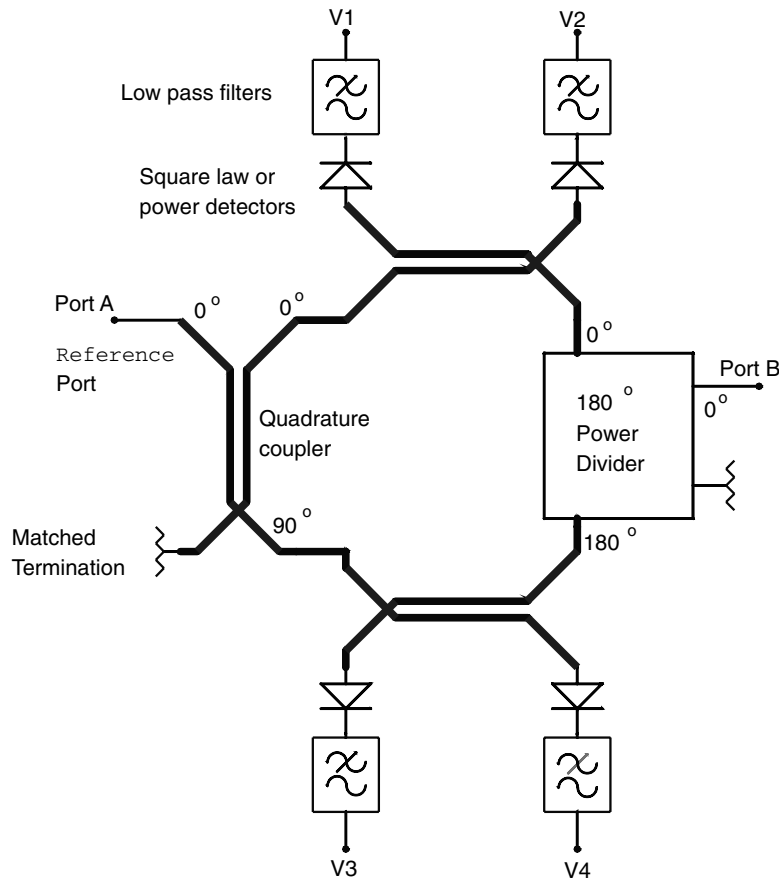 V1
V2
Low pass filters
Square law or
power detectors
Port A
0 o
0 o
Reference
Port
0 o
Port B
180 o
0 o
Power
Divider
Quadrature
coupler
Matched
Termination
90 o
180 o
V3
V4